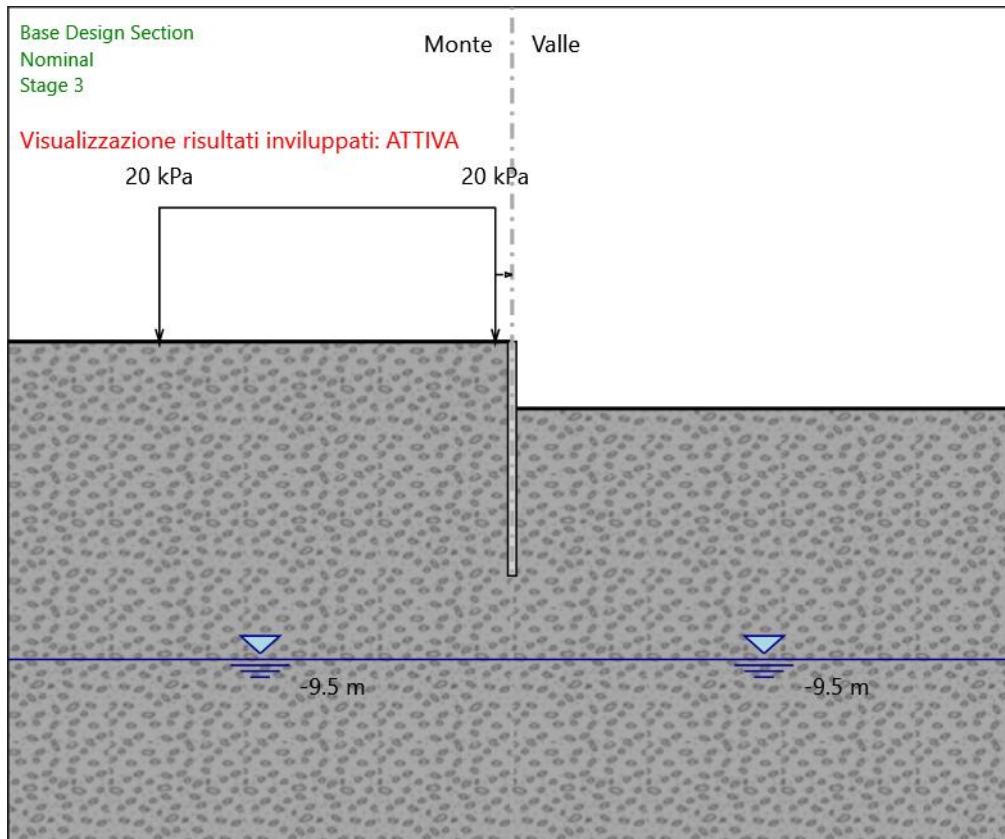 Base Design Section
Nominal
Stage 3
Monte
Valle
Visualizzazione risultati inviluppati: ATTIVA
20 kPa
20 kPa
-9.5 m
-9.5 m